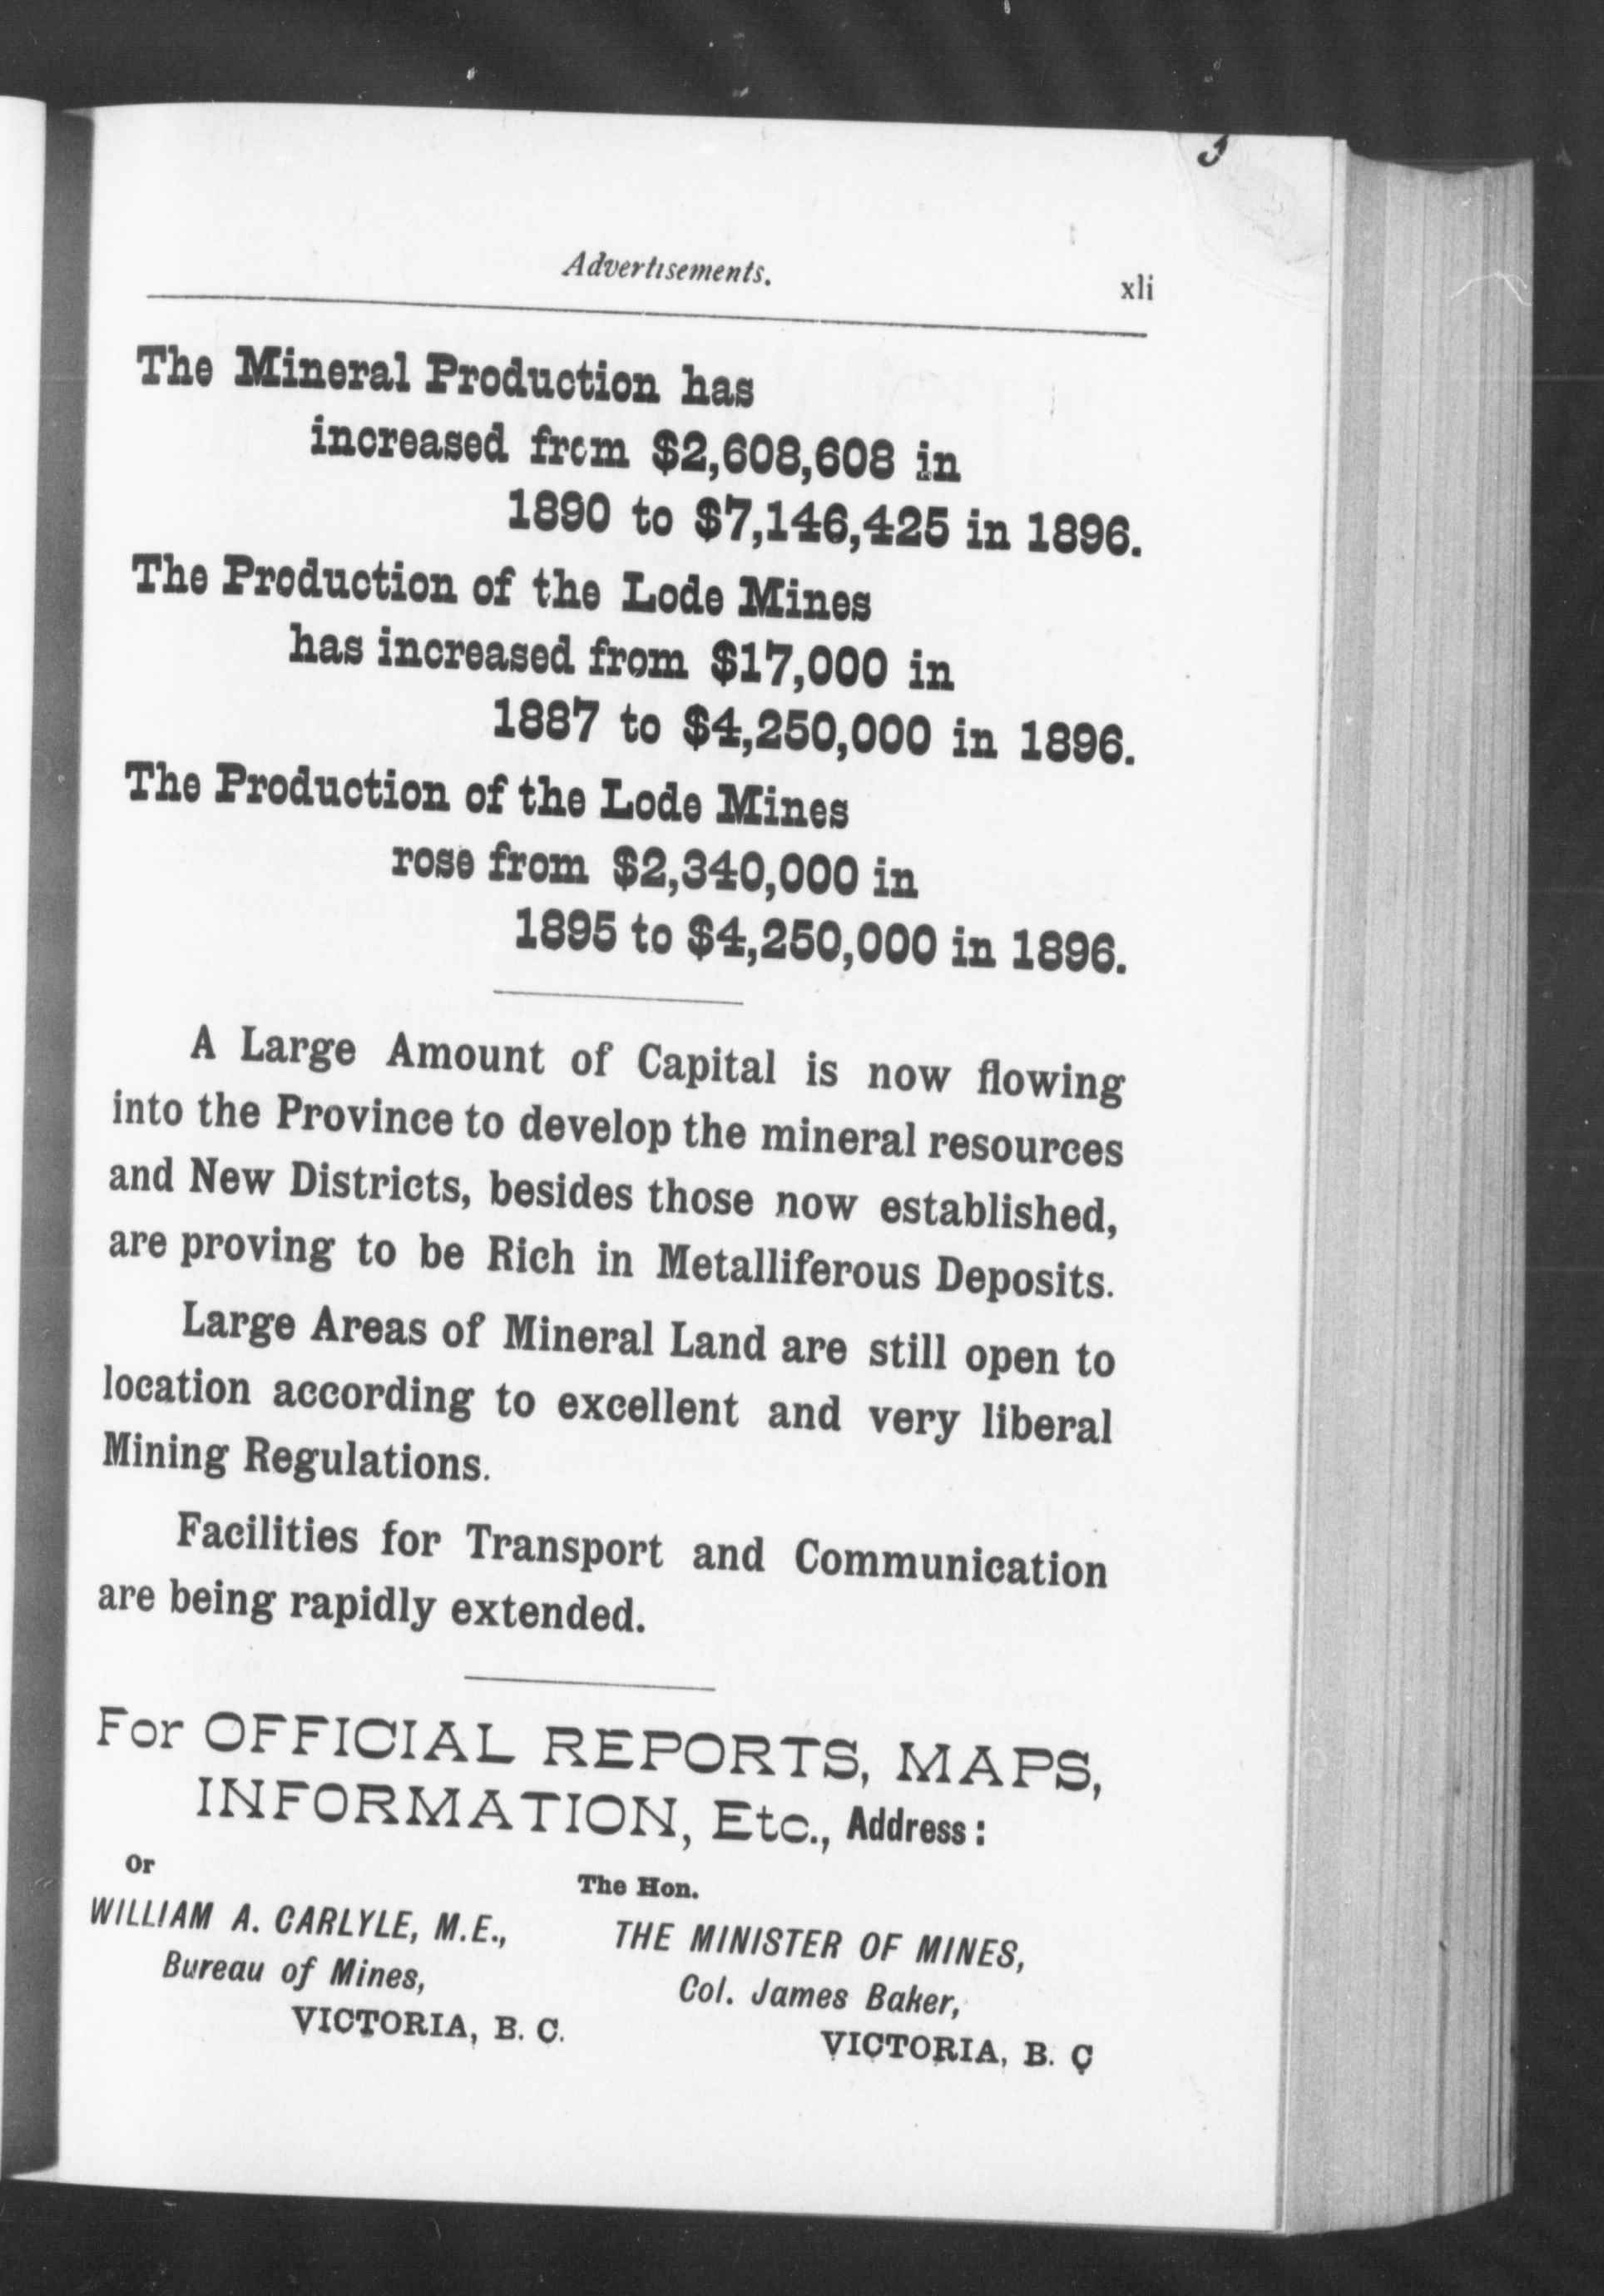 Advertisements.
xli
The Mineral Production has
increased from $2,608,608 in
1890 to $7,146,425 in 1896.
The Production of the Lode Mines
has increased from $17,000 in
1887 to $4,250,000 in 1896.
The Production of the Lode Mines
rose from $2,340,000 in
1895 to $4,250,000 in 1896.
A Large Amount of Capital is now flowing
into the Province to develop the mineral resources
and New Districts, besides those now established,
are proving to be Rich in Metalliferous Deposits.
Large Areas of Mineral Land are still open to
location according to excellent and very liberal
Mining Regulations.
Facilities for Transport and Communication
are being rapidly extended.
For OFFICIAL REPORTS, MAPS,
INFORMATION, Etc., Address:
Or
WILLIAM A. CARLYLE, M.E.,
Bureau of Mines,
VICTORIA, B. C.
The Hon.
THE MINISTER OF MINES,
Col. James Baker,
VICTORIA, B. C